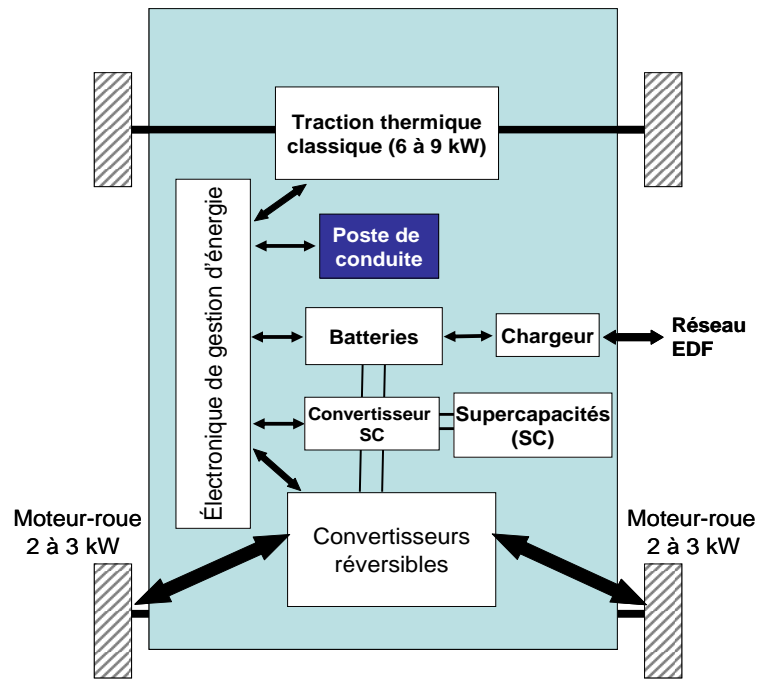 Traction thermique
classique (6 à 9 kW)
Électronique de gestion d'énergie
Poste de
conduite
Batteries
Chargeur
Réseau
EDF
Convertisseur
SC
Supercapacités
(SC)
Moteur-roue
2 à 3 kW
Convertisseurs
réversibles
Moteur-roue
2 à 3 kW